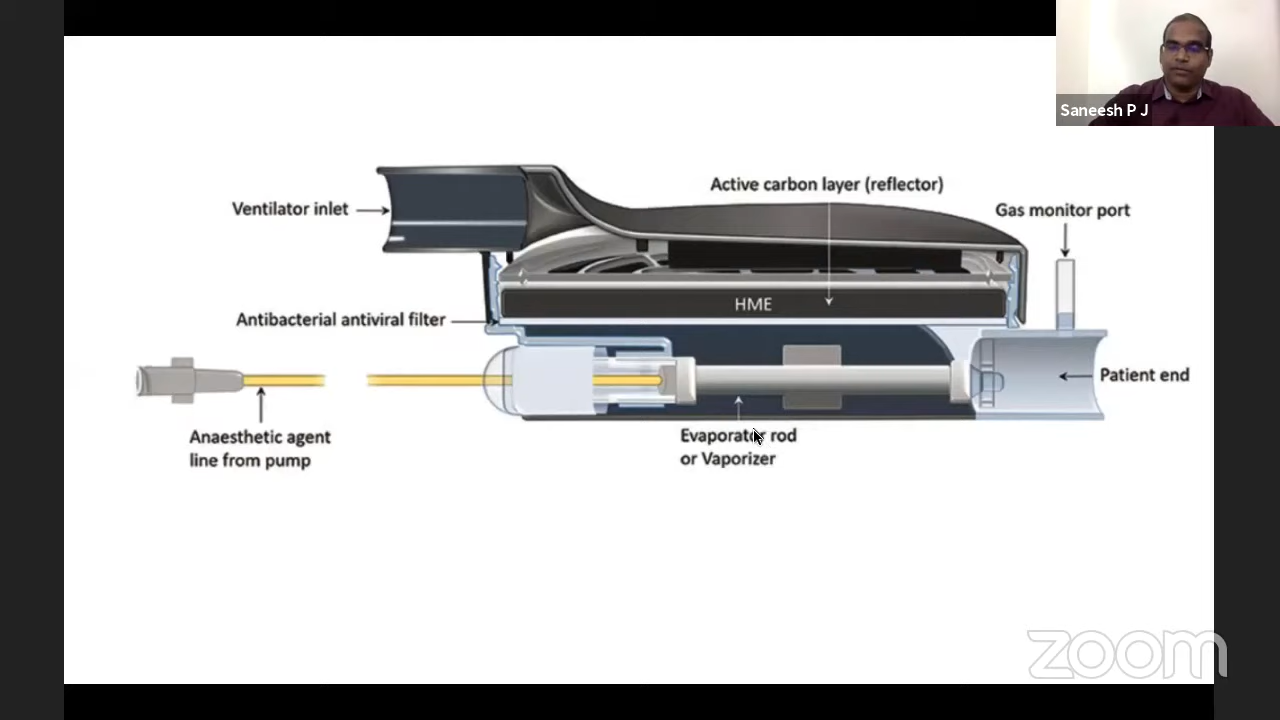 Saneesh P J
Active carbon layer (reflector)
Ventilator inlet
Gas monitor port
HME
Antibacterial antiviral filter
Patient end
Anaesthetic agent
line from pump
Evaporator rod
or Vaporizer
zoom